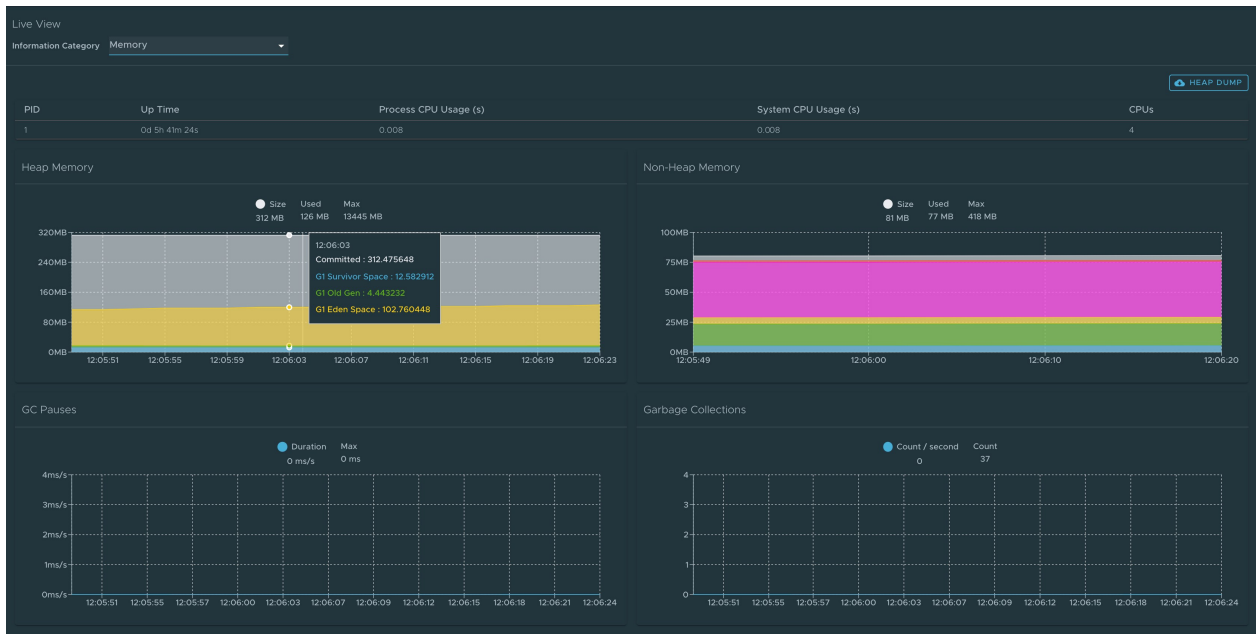 Live View
Information Category Memory
HEAP DUMP
PID Up Time Process CPU Usage (s) System CPU Usage (s) CPUs
1 0d 5h 41m 24s 0.008 0.008 4
Heap Memory
Size Used Max
312 MB 126 MB 13445 MB
320MB
240MB
160MB
80MB
0MB
12:06:03
Committed : 312.475648
G1 Survivor Space : 12.582912
G1 Old Gen : 4.443232
G1 Eden Space : 102.760448
12:05:51 12:05:55 12:05:59 12:06:03 12:06:07 12:06:11 12:06:15 12:06:19 12:06:23
Non-Heap Memory
Size Used Max
81 MB 77 MB 418 MB
100MB
75MB
50MB
25MB
0MB
12:05:49 12:06:00 12:06:10 12:06:20
GC Pauses
Duration Max
0 ms/s 0 ms
4ms/s
3ms/s
2ms/s
1ms/s
0ms/s
12:05:51 12:05:55 12:05:57 12:06:00 12:06:03 12:06:07 12:06:09 12:06:12 12:06:15 12:06:18 12:06:21 12:06:24
Garbage Collections
Count / second Count
0 37
4
3
2
1
0
12:05:51 12:05:55 12:05:57 12:06:00 12:06:03 12:06:07 12:06:09 12:06:12 12:06:15 12:06:18 12:06:21 12:06:24